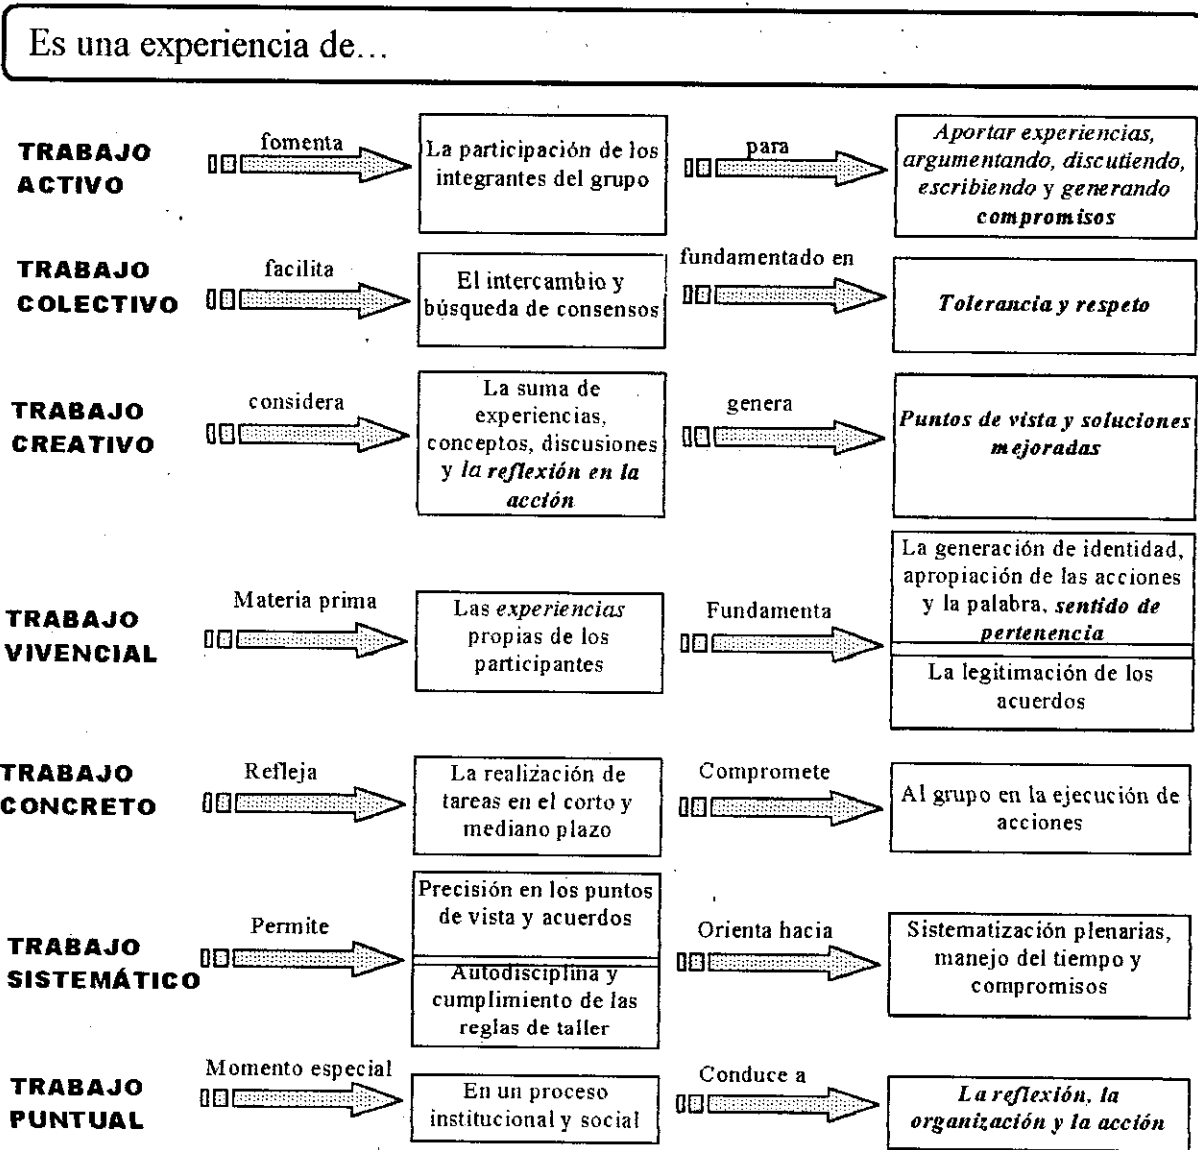 Es una experiencia de...
TRABAJO
ACTIVO
fomenta
La participación de los
integrantes del grupo
para
Aportar experiencias,
argumentando, discutiendo,
escribiendo y generando
compromisos
TRABAJO
COLECTIVO
facilita
El intercambio y
búsqueda de consensos
fundamentado en
Tolerancia y respeto
TRABAJO
CREATIVO
considera
La suma de
experiencias,
conceptos, discusiones
y la reflexión en la
acción
genera
Puntos de vista y soluciones
mejoradas
TRABAJO
VIVENCIAL
Materia prima
Las experiencias
propias de los
participantes
Fundamenta
La generación de identidad,
apropiación de las acciones
y la palabra, sentido de
pertenencia
La legitimación de los
acuerdos
TRABAJO
CONCRETO
Refleja
La realización de
tareas en el corto y
mediano plazo
Compromete
Al grupo en la ejecución de
acciones
TRABAJO
SISTEMÁTICO
Permite
Precisión en los puntos
de vista y acuerdos
Autodisciplina y
cumplimiento de las
reglas de taller
Orienta hacia
Sistematización plenarias,
manejo del tiempo y
compromisos
TRABAJO
PUNTUAL
Momento especial
En un proceso
institucional y social
Conduce a
La reflexión, la
organización y la acción